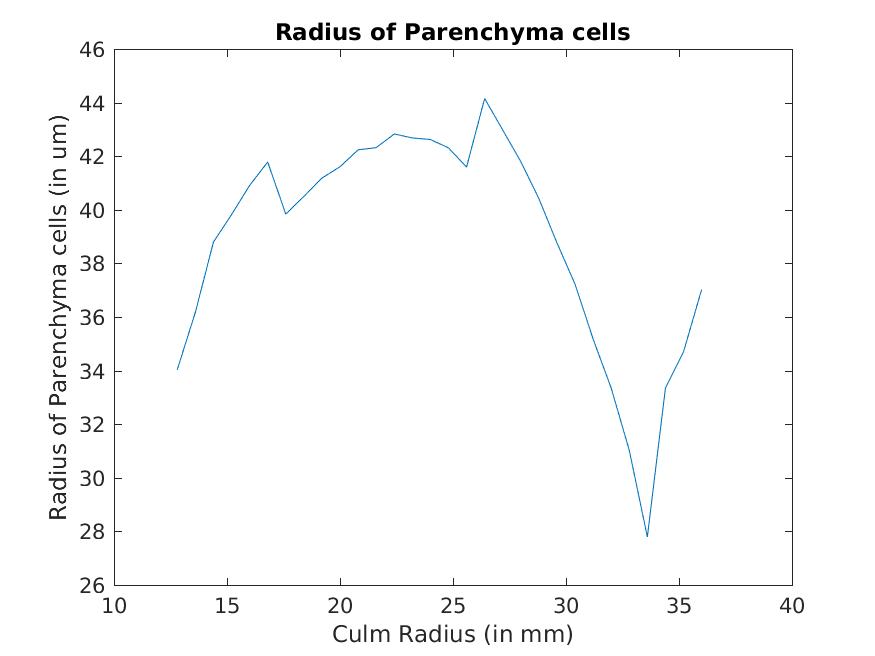 Radius of Parenchyma cells
Radius of Parenchyma cells (in um)
46
44
42
40
38
36
34
32
30
28
26
10 15 20 25 30 35 40
Culm Radius (in mm)